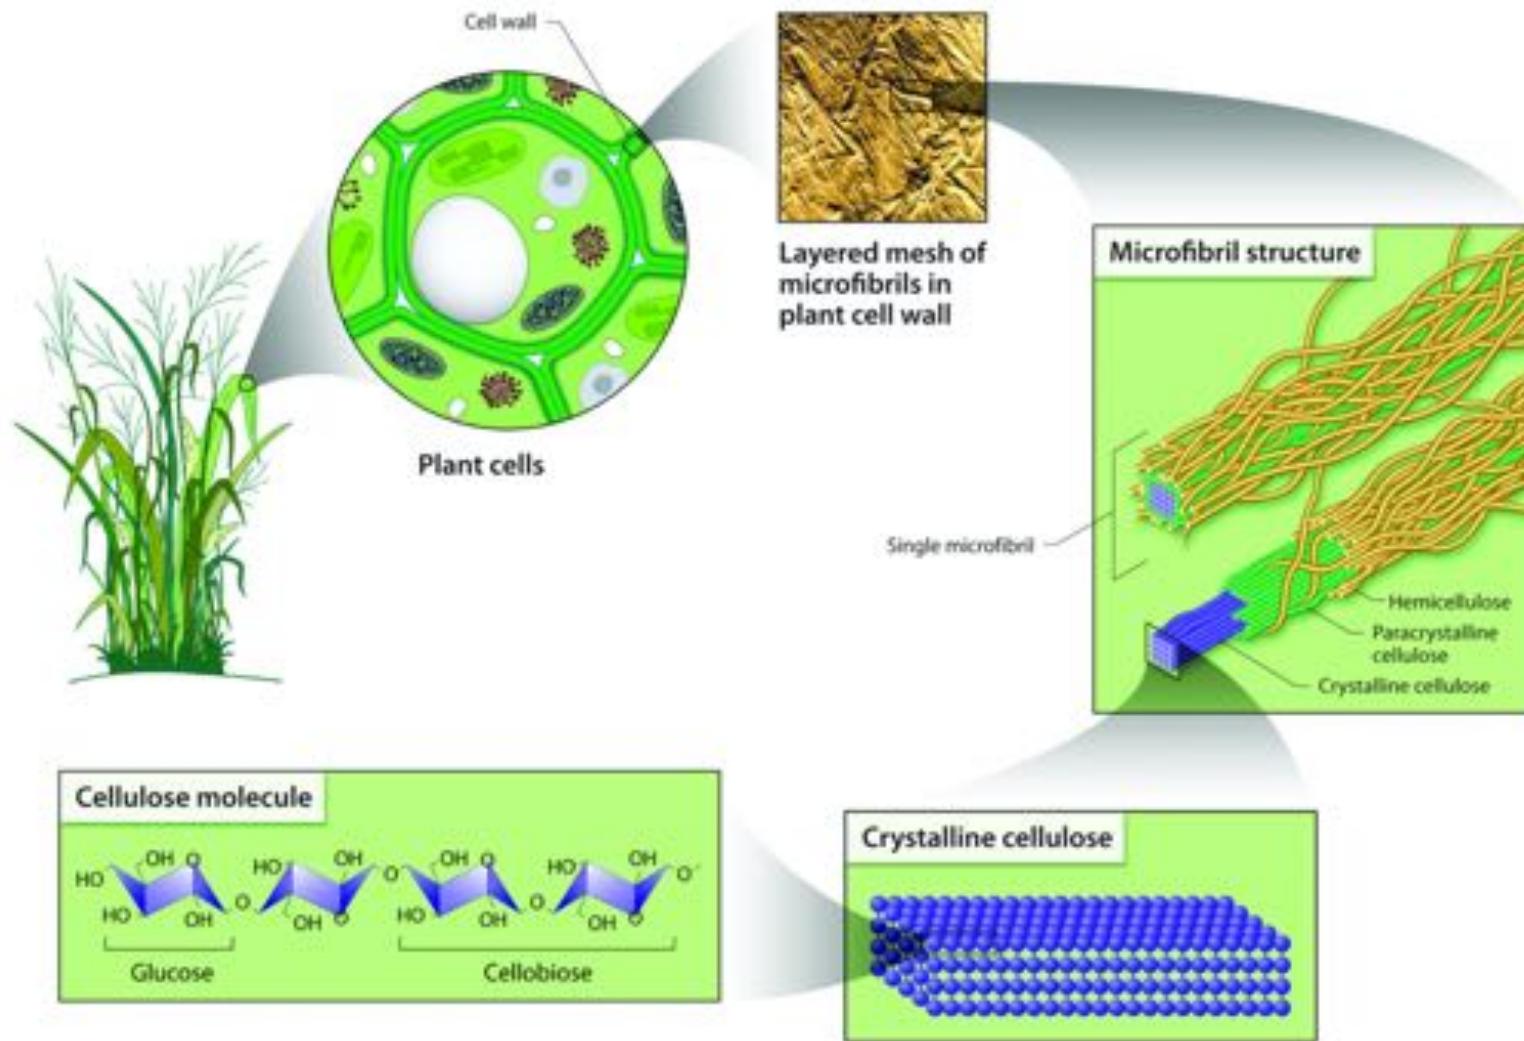 Cell wall
Layered mesh of
microfibrils in
plant cell wall
Plant cells
Microfibril structure
Single microfibril
Hemicellulose
Paracrystalline
cellulose
Crystalline cellulose
Cellulose molecule
OH O HO OH OH O HO OH
HO O O
HO OH O OH O HO OH O OH O
Glucose
Cellobiose
Crystalline cellulose